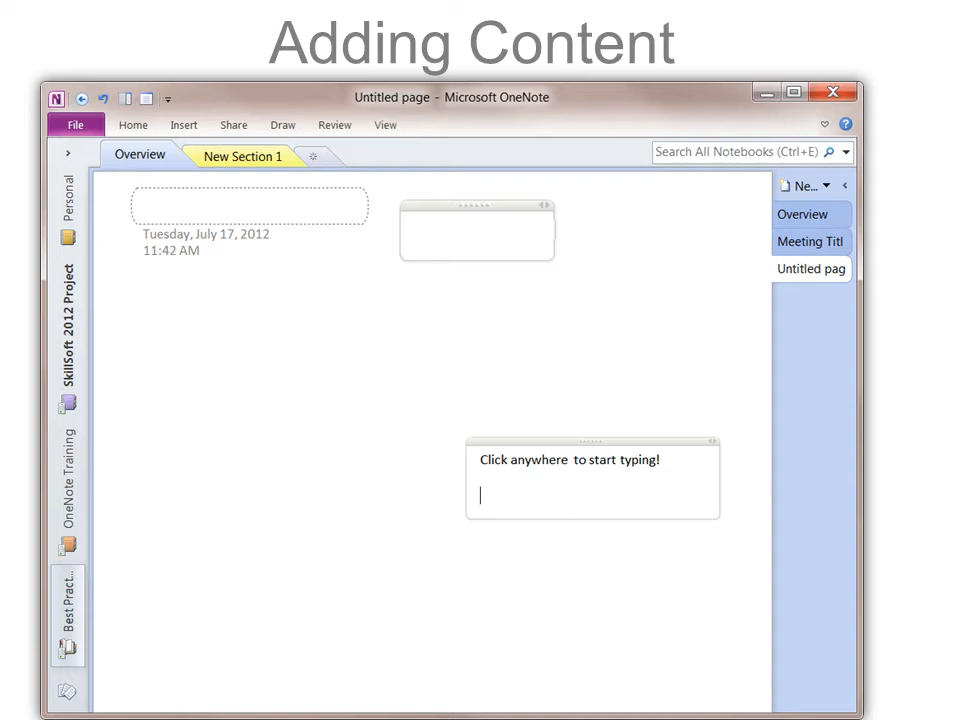 Adding Content
Untitled page - Microsoft OneNote
File Home Insert Share Draw Review View
Overview New Section 1
Search All Notebooks (Ctrl+E)
Ne...
Overview
Meeting Titl
Untitled pag
Personal
SkillSoft 2012 Project
OneNote Training
Best Pract...
Tuesday, July 17, 2012
11:42 AM
Click anywhere to start typing!